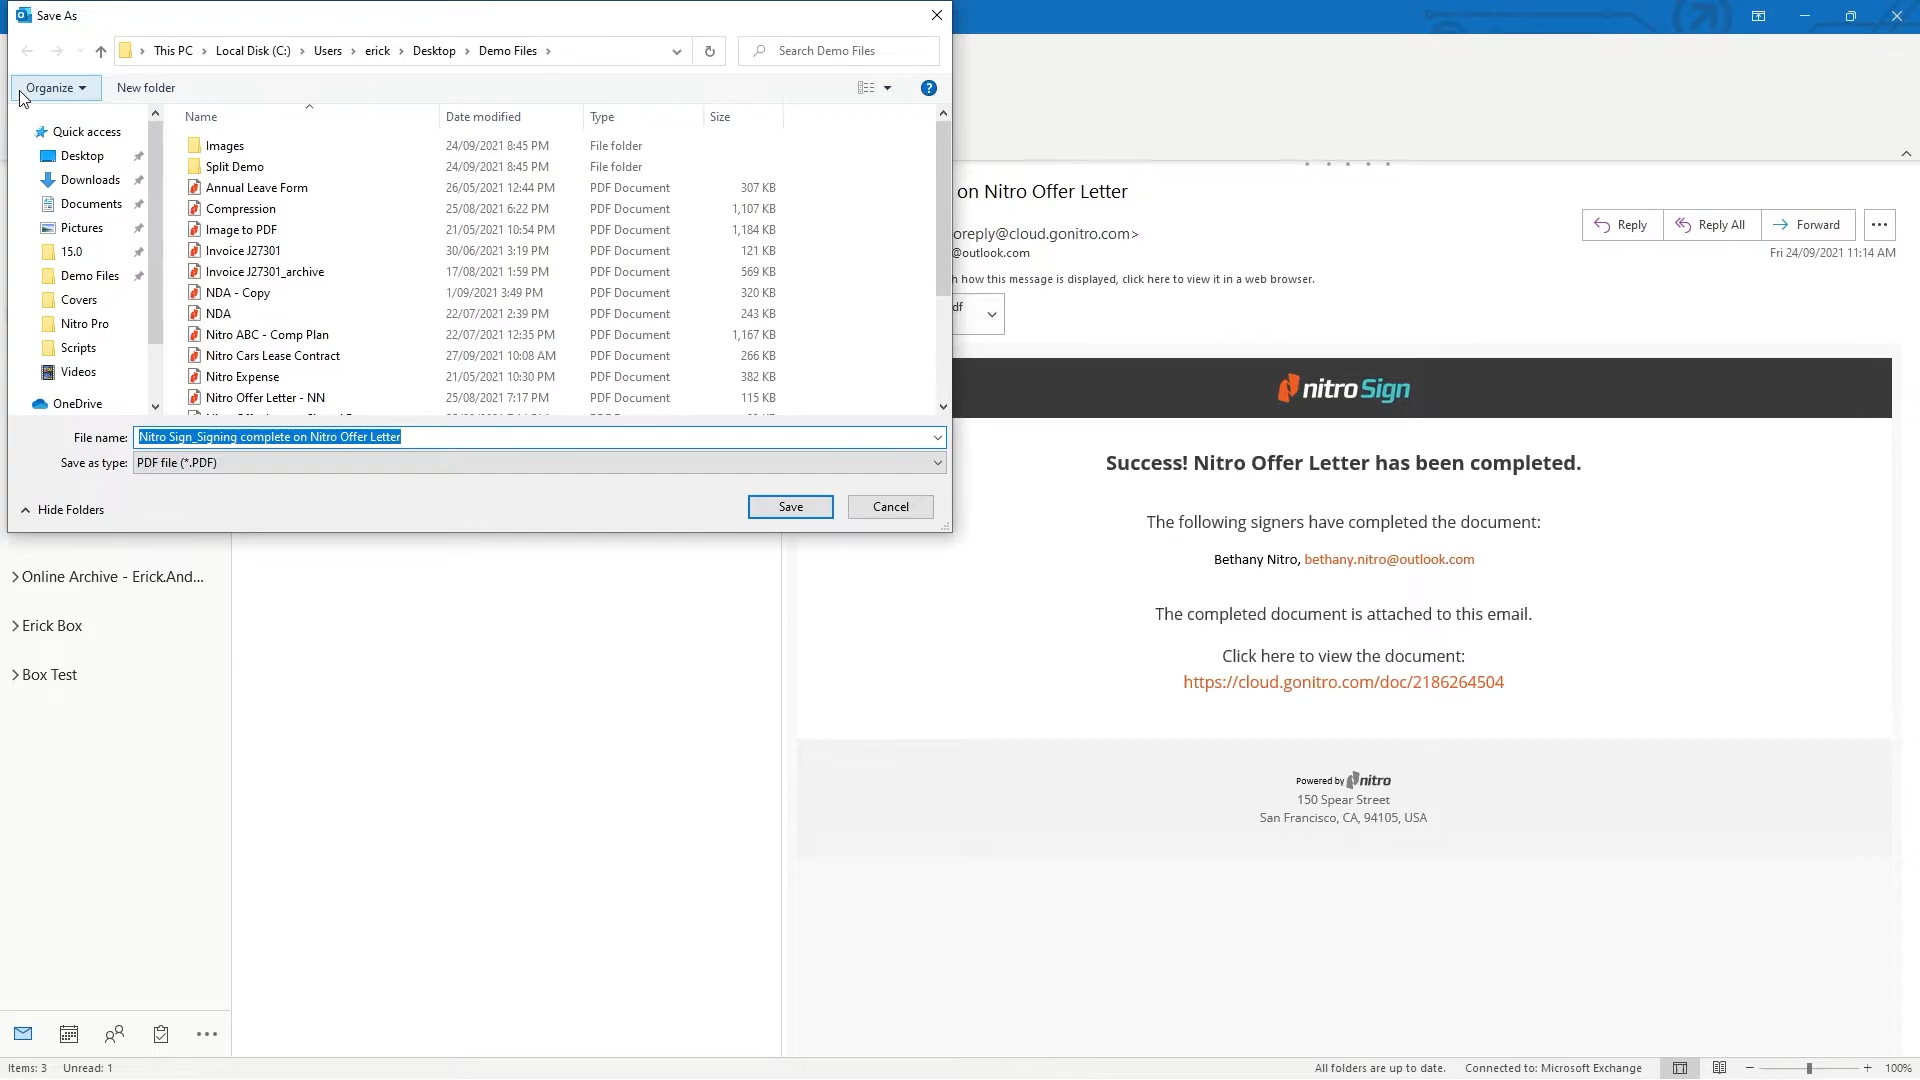 Save As
This PC > Local Disk (C:) > Users > erick > Desktop > Demo Files >
Search Demo Files
Organize
New folder
Quick access
Desktop
Downloads
Documents
Pictures
15.0
Demo Files
Covers
Nitro Pro
Scripts
Videos
OneDrive
Name Date modified Type Size
Images 24/09/2021 8:45 PM File folder
Split Demo 24/09/2021 8:45 PM File folder
Annual Leave Form 26/05/2021 12:44 PM PDF Document 307 KB
Compression 25/08/2021 6:22 PM PDF Document 1,107 KB
Image to PDF 21/05/2021 10:54 PM PDF Document 1,184 KB
Invoice J27301 30/06/2021 3:19 PM PDF Document 121 KB
Invoice J27301_archive 17/08/2021 1:59 PM PDF Document 569 KB
NDA - Copy 1/09/2021 3:49 PM PDF Document 320 KB
NDA 22/07/2021 2:39 PM PDF Document 243 KB
Nitro ABC - Comp Plan 22/07/2021 12:35 PM PDF Document 1,167 KB
Nitro Cars Lease Contract 27/09/2021 10:08 AM PDF Document 266 KB
Nitro Expense 21/05/2021 10:30 PM PDF Document 382 KB
Nitro Offer Letter - NN 25/08/2021 7:17 PM PDF Document 115 KB
File name: Nitro Sign_Signing complete on Nitro Offer Letter
Save as type: PDF file (*.PDF)
Hide Folders
Save
Cancel
on Nitro Offer Letter
oreply@cloud.gonitro.com>
@outlook.com
Reply
Reply All
Forward
Fri 24/09/2021 11:14 AM
h how this message is displayed, click here to view it in a web browser.
df
nitro Sign
Success! Nitro Offer Letter has been completed.
The following signers have completed the document:
Bethany Nitro, bethany.nitro@outlook.com
The completed document is attached to this email.
Click here to view the document:
https://cloud.gonitro.com/doc/2186264504
Powered by nitro
150 Spear Street
San Francisco, CA, 94105, USA
Online Archive - Erick.And...
Erick Box
Box Test
Items: 3 Unread: 1
All folders are up to date. Connected to: Microsoft Exchange
100%